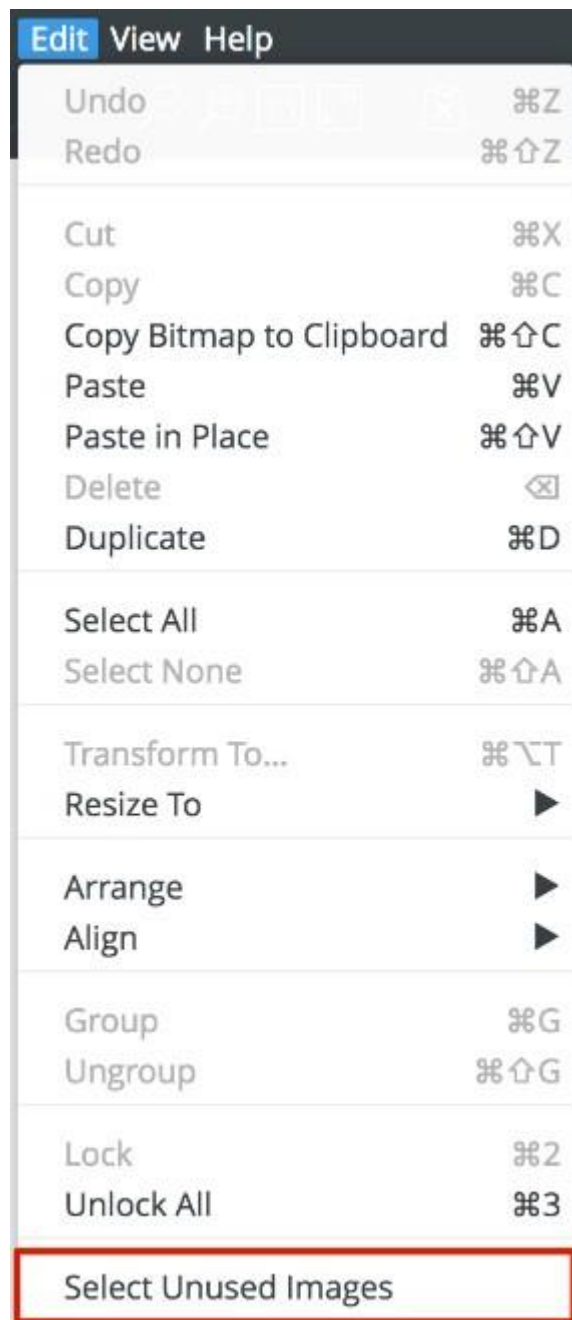 Edit View Help
Undo ⌘Z
Redo ⌘⇧Z
Cut ⌘X
Copy ⌘C
Copy Bitmap to Clipboard ⌘⇧C
Paste ⌘V
Paste in Place ⌘⇧V
Delete ⌫
Duplicate ⌘D
Select All ⌘A
Select None ⌘⇧A
Transform To... ⌘⌥T
Resize To ▶
Arrange ▶
Align ▶
Group ⌘G
Ungroup ⌘⇧G
Lock ⌘2
Unlock All ⌘3
Select Unused Images